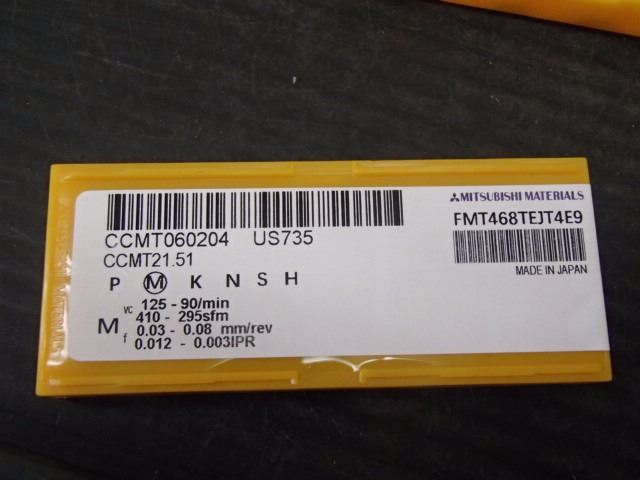 CCMT060204 US735
CCMT21.51
P M K N S H
M
vc 125 - 90/min
410 - 295sfm
f 0.03 - 0.08 mm/rev
0.012 - 0.003IPR
MITSUBISHI MATERIALS
FMT468TEJT4E9
MADE IN JAPAN